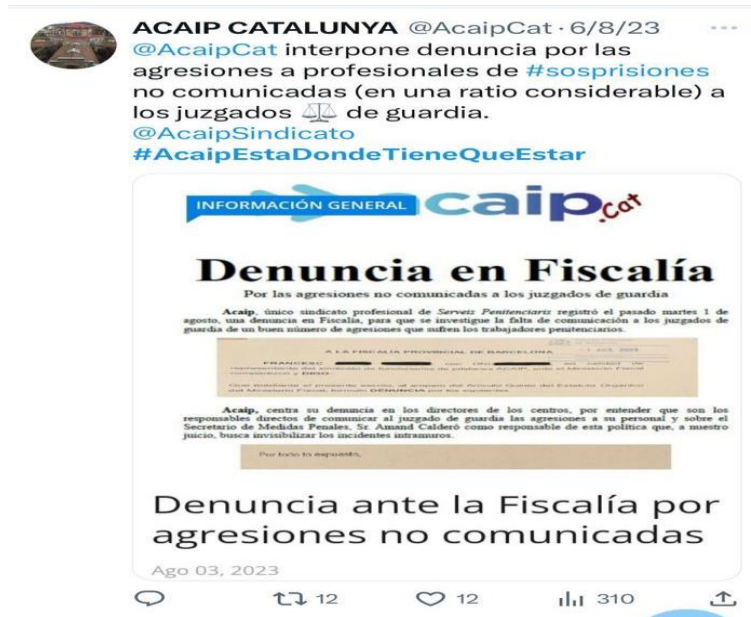 ACAIP CATALUNYA @AcaipCat · 6/8/23
@AcaipCat interpone denuncia por las
agresiones a profesionales de #sosprisiones
no comunicadas (en una ratio considerable) a
los juzgados ⚖️ de guardia.
@AcaipSindicato
#AcaipEstaDondeTieneQueEstar
INFORMACIÓN GENERAL
caip.cat
Denuncia en Fiscalía
Por las agresiones no comunicadas a los juzgados de guardia
Acaip, único sindicato profesional de Serveis Penitenciaris registró el pasado martes 1 de
agosto, una denuncia en Fiscalía, para que se investigue la falta de comunicación a los juzgados de
guardia de un buen número de agresiones que sufren los trabajadores penitenciarios.
A LA FISCALIA PROVINCIAL DE BARCELONA
FRANCESC
Acaip, centra su denuncia en los directores de los centros, por entender que son los
responsables directos de comunicar al juzgado de guardia las agresiones a su personal y sobre el
Secretario de Medidas Penales, Sr. Amand Calderó como responsable de esta política que, a nuestro
juicio, busca invisibilizar los incidentes intramuros.
Por todo lo expuesto,
Denuncia ante la Fiscalía por
agresiones no comunicadas
Ago 03, 2023
12 12 310